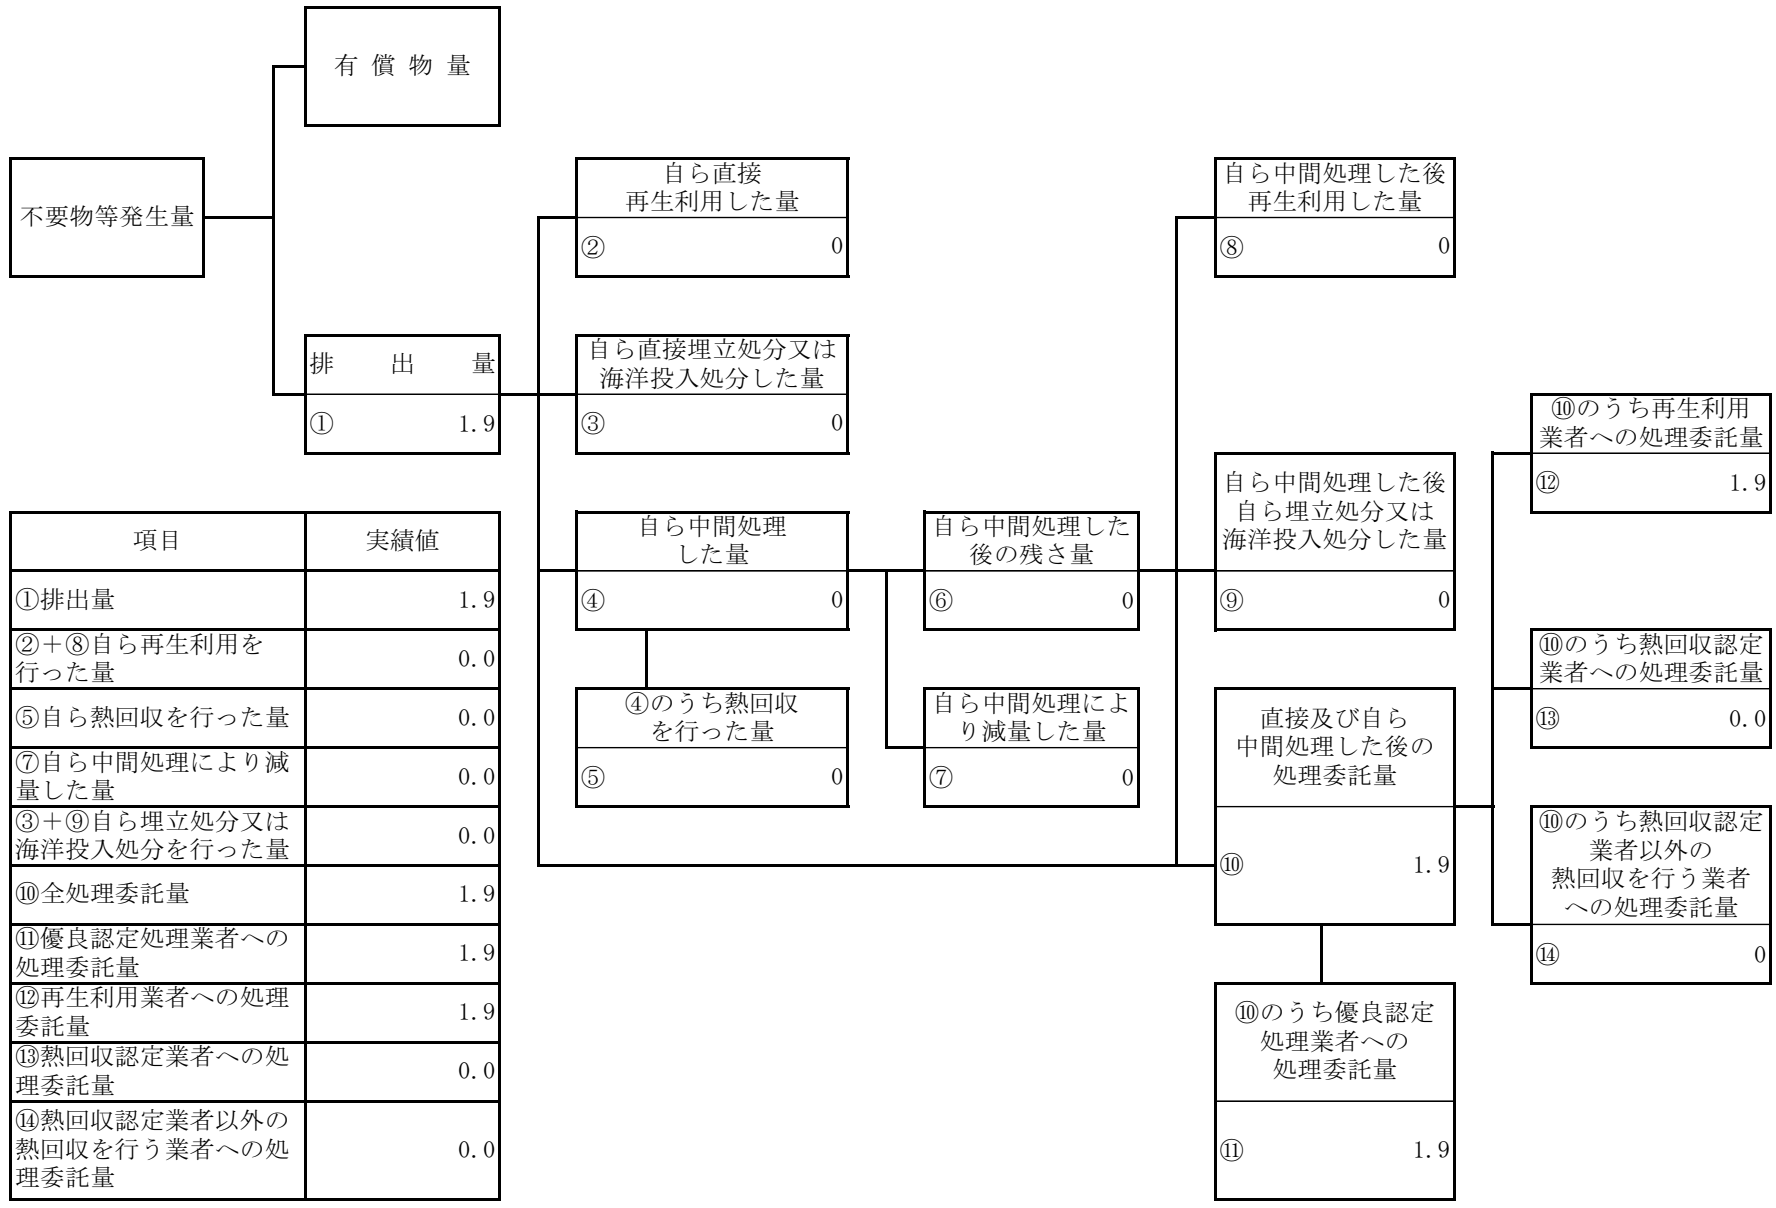 有償物量
不要物等発生量
自ら直接
再生利用した量
② 0
自ら中間処理した後
再生利用した量
⑧ 0
排出量
① 1.9
自ら直接埋立処分又は
海洋投入処分した量
③ 0
⑩のうち再生利用
業者への処理委託量
⑫ 1.9
自ら中間処理した後
自ら埋立処分又は
海洋投入処分した量
⑨ 0
自ら中間処理
した量
④ 0
自ら中間処理した
後の残さ量
⑥ 0
⑩のうち熱回収認定
業者への処理委託量
⑬ 0.0
④のうち熱回収
を行った量
⑤ 0
自ら中間処理によ
り減量した量
⑦ 0
直接及び自ら
中間処理した後の
処理委託量
⑩ 1.9
⑩のうち熱回収認定
業者以外の
熱回収を行う業者
への処理委託量
⑭ 0
⑩のうち優良認定
処理業者への
処理委託量
⑪ 1.9
項目 実績値
①排出量 1.9
②＋⑧自ら再生利用を
行った量 0.0
⑤自ら熱回収を行った量 0.0
⑦自ら中間処理により減
量した量 0.0
③＋⑨自ら埋立処分又は
海洋投入処分を行った量 0.0
⑩全処理委託量 1.9
⑪優良認定処理業者への
処理委託量 1.9
⑫再生利用業者への処理
委託量 1.9
⑬熱回収認定業者への処
理委託量 0.0
⑭熱回収認定業者以外の
熱回収を行う業者への処
理委託量 0.0